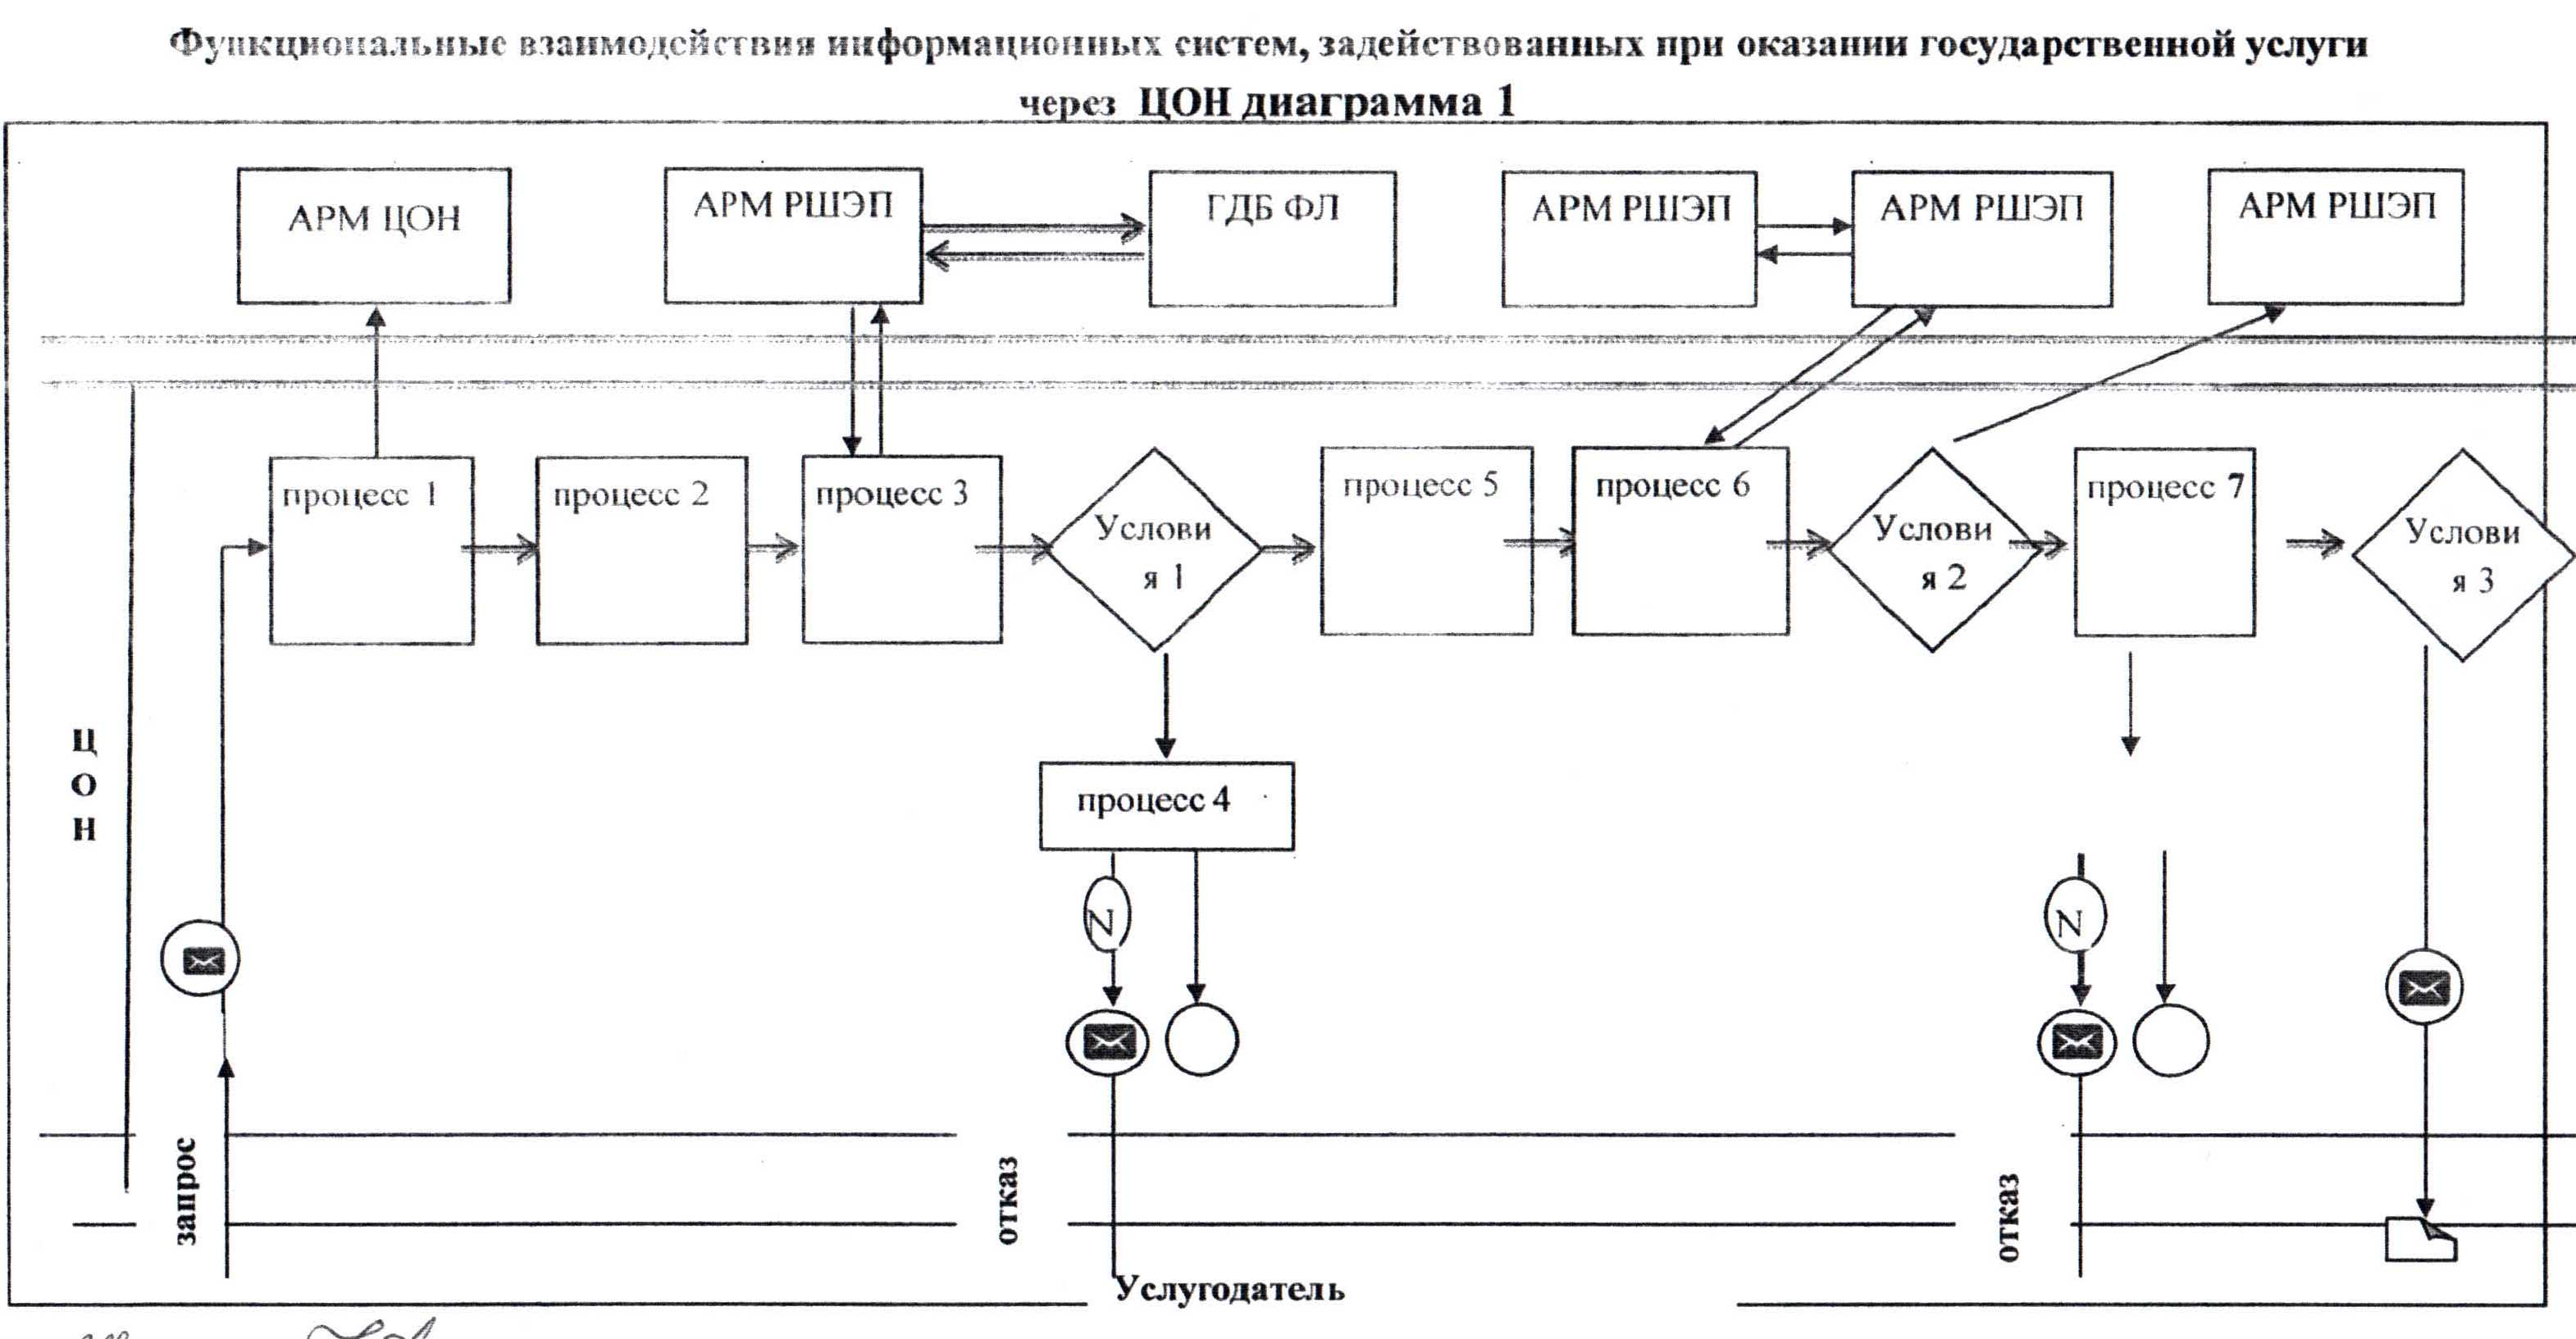 Функциональные взаимодействия информационных систем, задействованных при оказании государственной услуги
через ЦОН диаграмма 1
АРМ ЦОН
АРМ РШЭП
ГДБ ФЛ
АРМ РШЭП
АРМ РШЭП
АРМ РШЭП
процесс 1
процесс 2
процесс 3
Услови
я 1
процесс 5
процесс 6
Услови
я 2
процесс 7
Услови
я 3
Ц
О
Н
процесс 4
N
N
запрос
отказ
отказ
Услугодатель